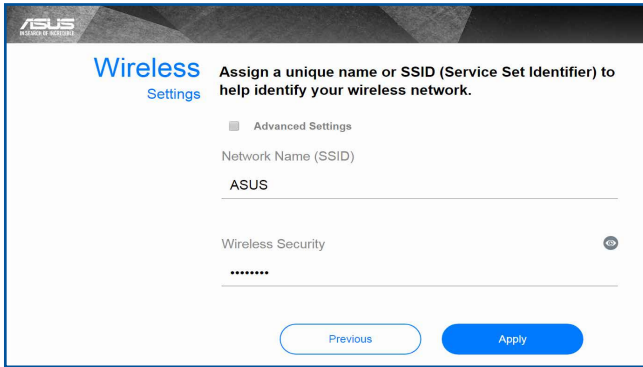 ASUS
IN SEARCH OF INCREDIBLE
Wireless
Settings
Assign a unique name or SSID (Service Set Identifier) to
help identify your wireless network.
Advanced Settings
Network Name (SSID)
ASUS
Wireless Security
••••••••
Previous
Apply